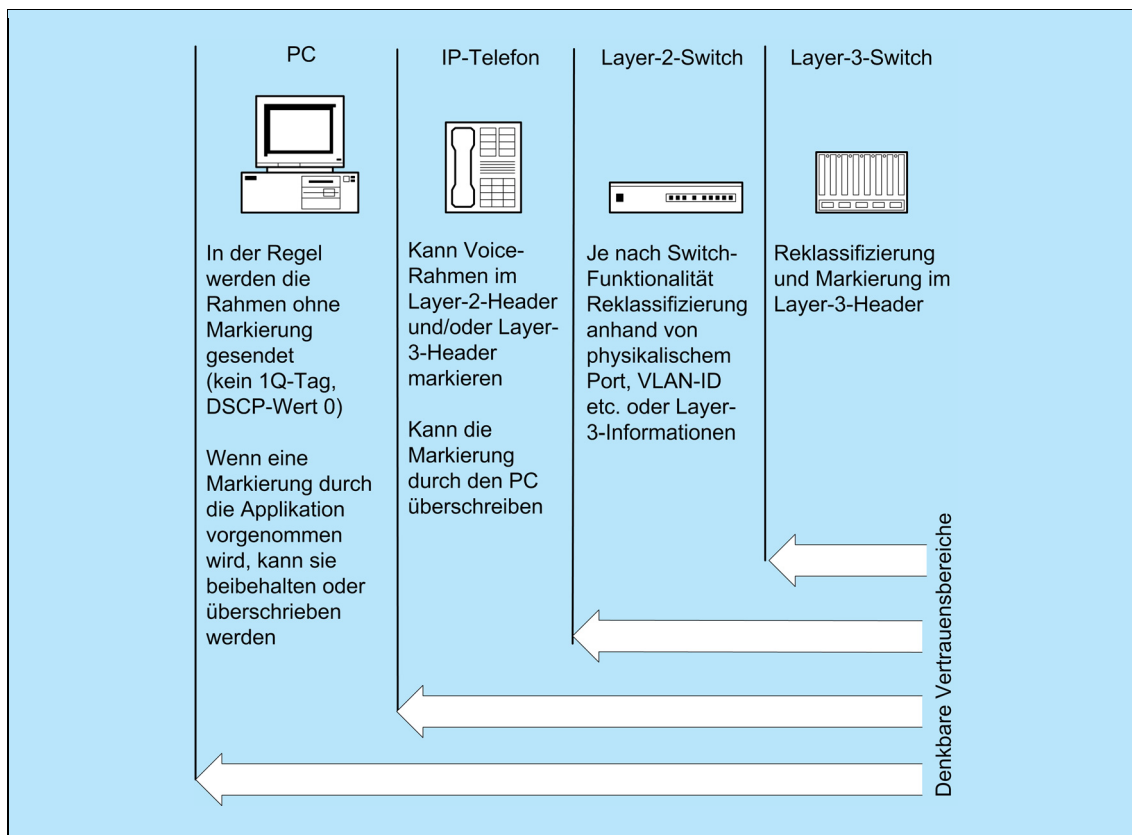 PC
In der Regel
werden die
Rahmen ohne
Markierung
gesendet
(kein 1Q-Tag,
DSCP-Wert 0)
Wenn eine
Markierung durch
die Applikation
vorgenommen
wird, kann sie
beibehalten oder
überschrieben
werden
IP-Telefon
Kann Voice-
Rahmen im
Layer-2-Header
und/oder Layer-
3-Header
markieren
Kann die
Markierung
durch den PC
überschreiben
Layer-2-Switch
Je nach Switch-
Funktionalität
Reklassifizierung
anhand von
physikalischem
Port, VLAN-ID
etc. oder Layer-
3-Informationen
Layer-3-Switch
Reklassifizierung
und Markierung im
Layer-3-Header
Denkbare Vertrauensbereiche